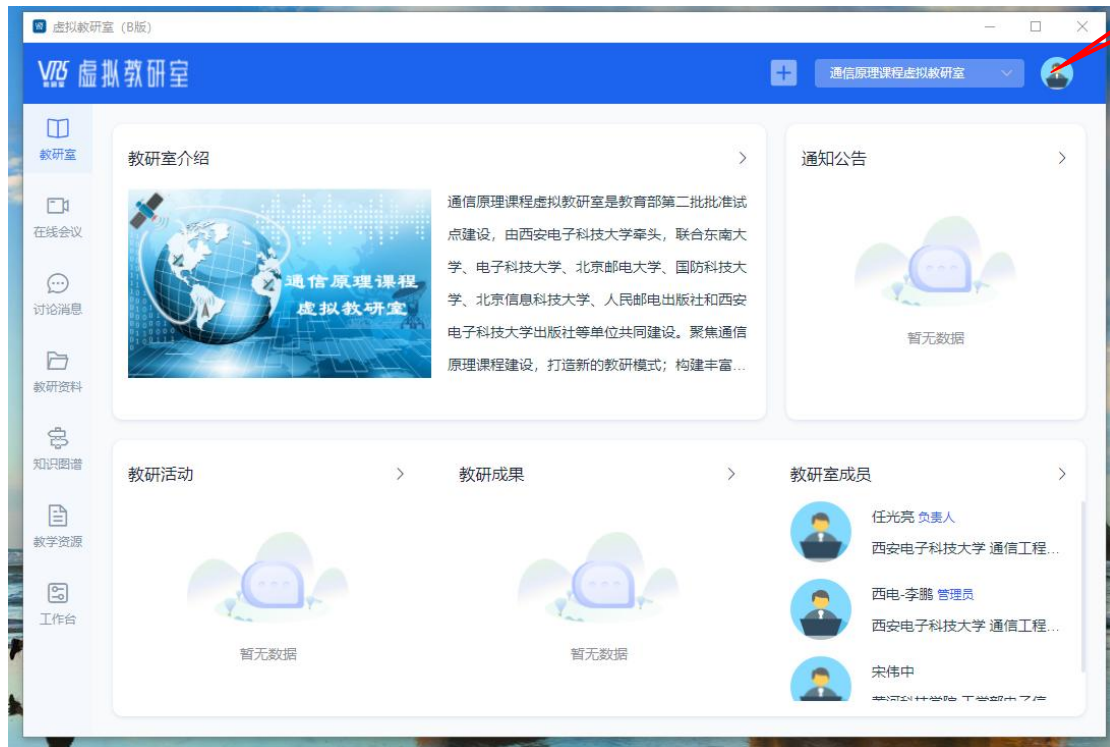 虚拟教研室 (B版)
VTRS 虚拟教研室
通信原理课程虚拟教研室
教研室
在线会议
讨论消息
教研资料
知识图谱
教学资源
工作台
教研室介绍
通信原理课程
虚拟教研室
通信原理课程虚拟教研室是教育部第二批批准试
点建设，由西安电子科技大学牵头，联合东南大
学、电子科技大学、北京邮电大学、国防科技大
学、北京信息科技大学、人民邮电出版社和西安
电子科技大学出版社等单位共同建设。聚焦通信
原理课程建设，打造新的教研模式；构建丰富...
通知公告
暂无数据
教研活动
暂无数据
教研成果
暂无数据
教研室成员
任光亮 负责人
西安电子科技大学 通信工程...
西电-李鹏 管理员
西安电子科技大学 通信工程...
宋伟中
黄河科技学院 工学部电子信